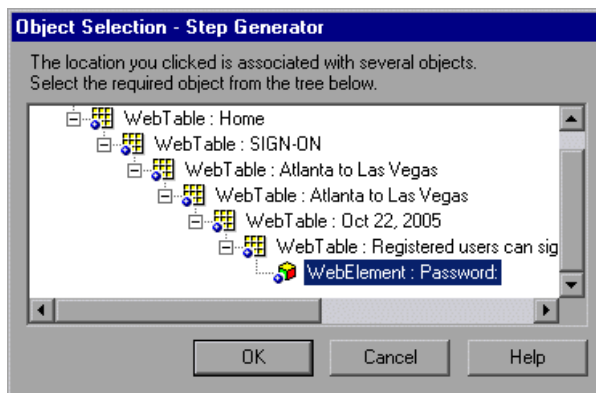 Object Selection - Step Generator
The location you clicked is associated with several objects.
Select the required object from the tree below.
WebTable : Home
WebTable : SIGN-ON
WebTable : Atlanta to Las Vegas
WebTable : Atlanta to Las Vegas
WebTable : Oct 22, 2005
WebTable : Registered users can sig
WebElement : Password:
OK Cancel Help